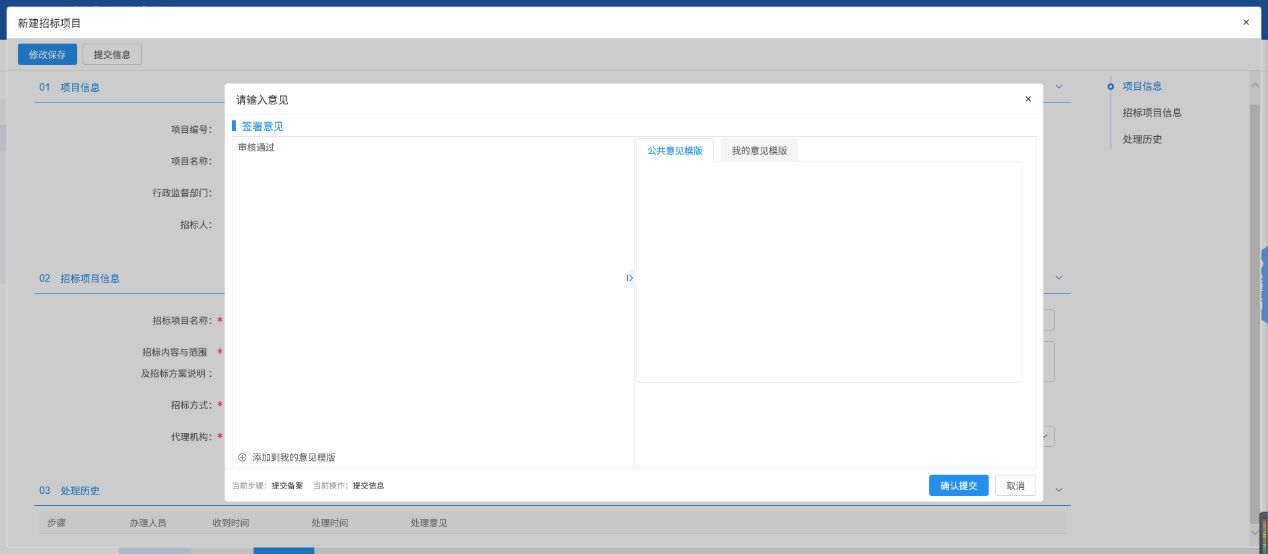 新建招标项目
×
修改保存
提交信息
01 项目信息
项目编号：
项目名称：
行政监督部门：
招标人：
02 招标项目信息
招标项目名称：*
招标内容与范围 *
及招标方案说明：
招标方式：*
代理机构：*
03 处理历史
步骤 办理人员 收到时间 处理时间 处理意见
请输入意见
×
签署意见
审核通过
添加到我的意见模版
公共意见模版 我的意见模版
当前步骤：提交备案 当前操作：提交信息
确认提交 取消
项目信息
招标项目信息
处理历史